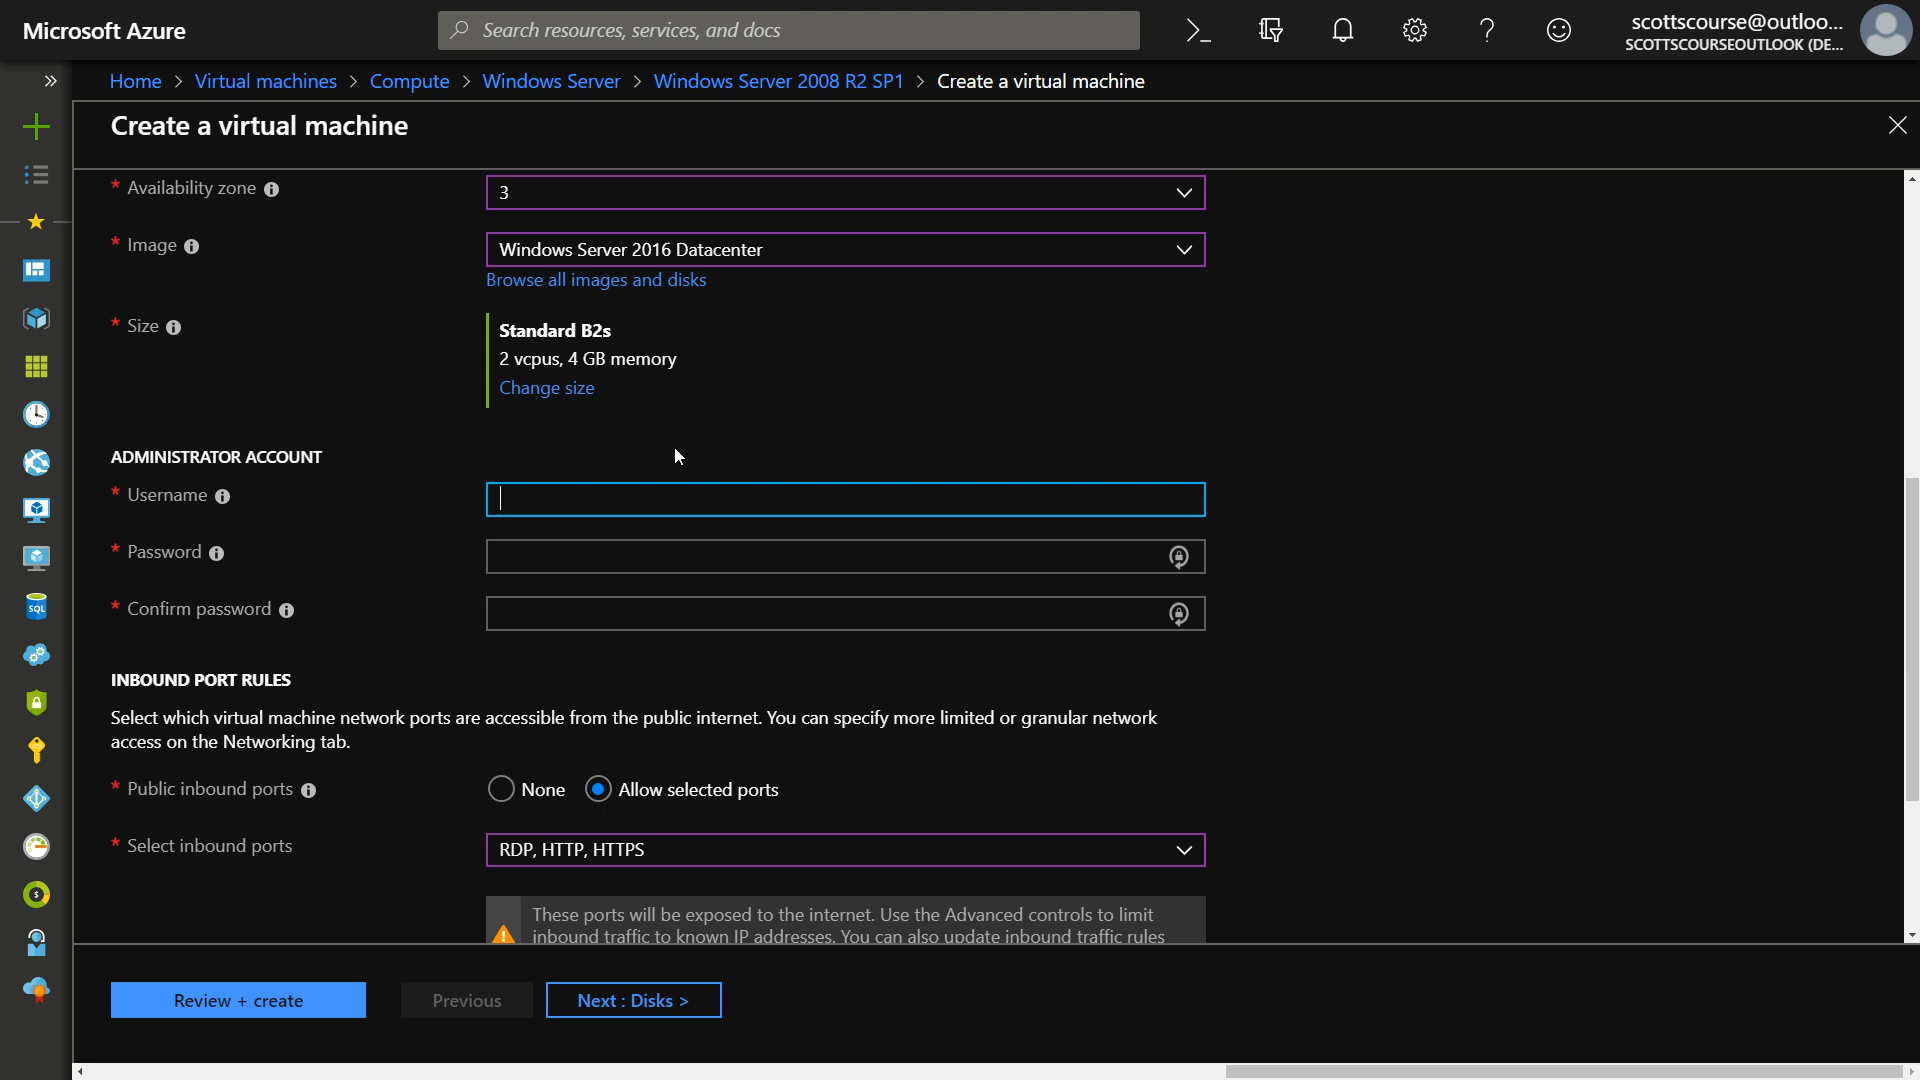 Microsoft Azure
Search resources, services, and docs
scottscourse@outloo...
SCOTTSCOURSEOUTLOOK (DE...
Home > Virtual machines > Compute > Windows Server > Windows Server 2008 R2 SP1 > Create a virtual machine
Create a virtual machine
* Availability zone
3
* Image
Windows Server 2016 Datacenter
Browse all images and disks
* Size
Standard B2s
2 vcpus, 4 GB memory
Change size
ADMINISTRATOR ACCOUNT
* Username
* Password
* Confirm password
INBOUND PORT RULES
Select which virtual machine network ports are accessible from the public internet. You can specify more limited or granular network
access on the Networking tab.
* Public inbound ports
None
Allow selected ports
* Select inbound ports
RDP, HTTP, HTTPS
These ports will be exposed to the internet. Use the Advanced controls to limit
inbound traffic to known IP addresses. You can also update inbound traffic rules
Review + create
Previous
Next : Disks >
SQL